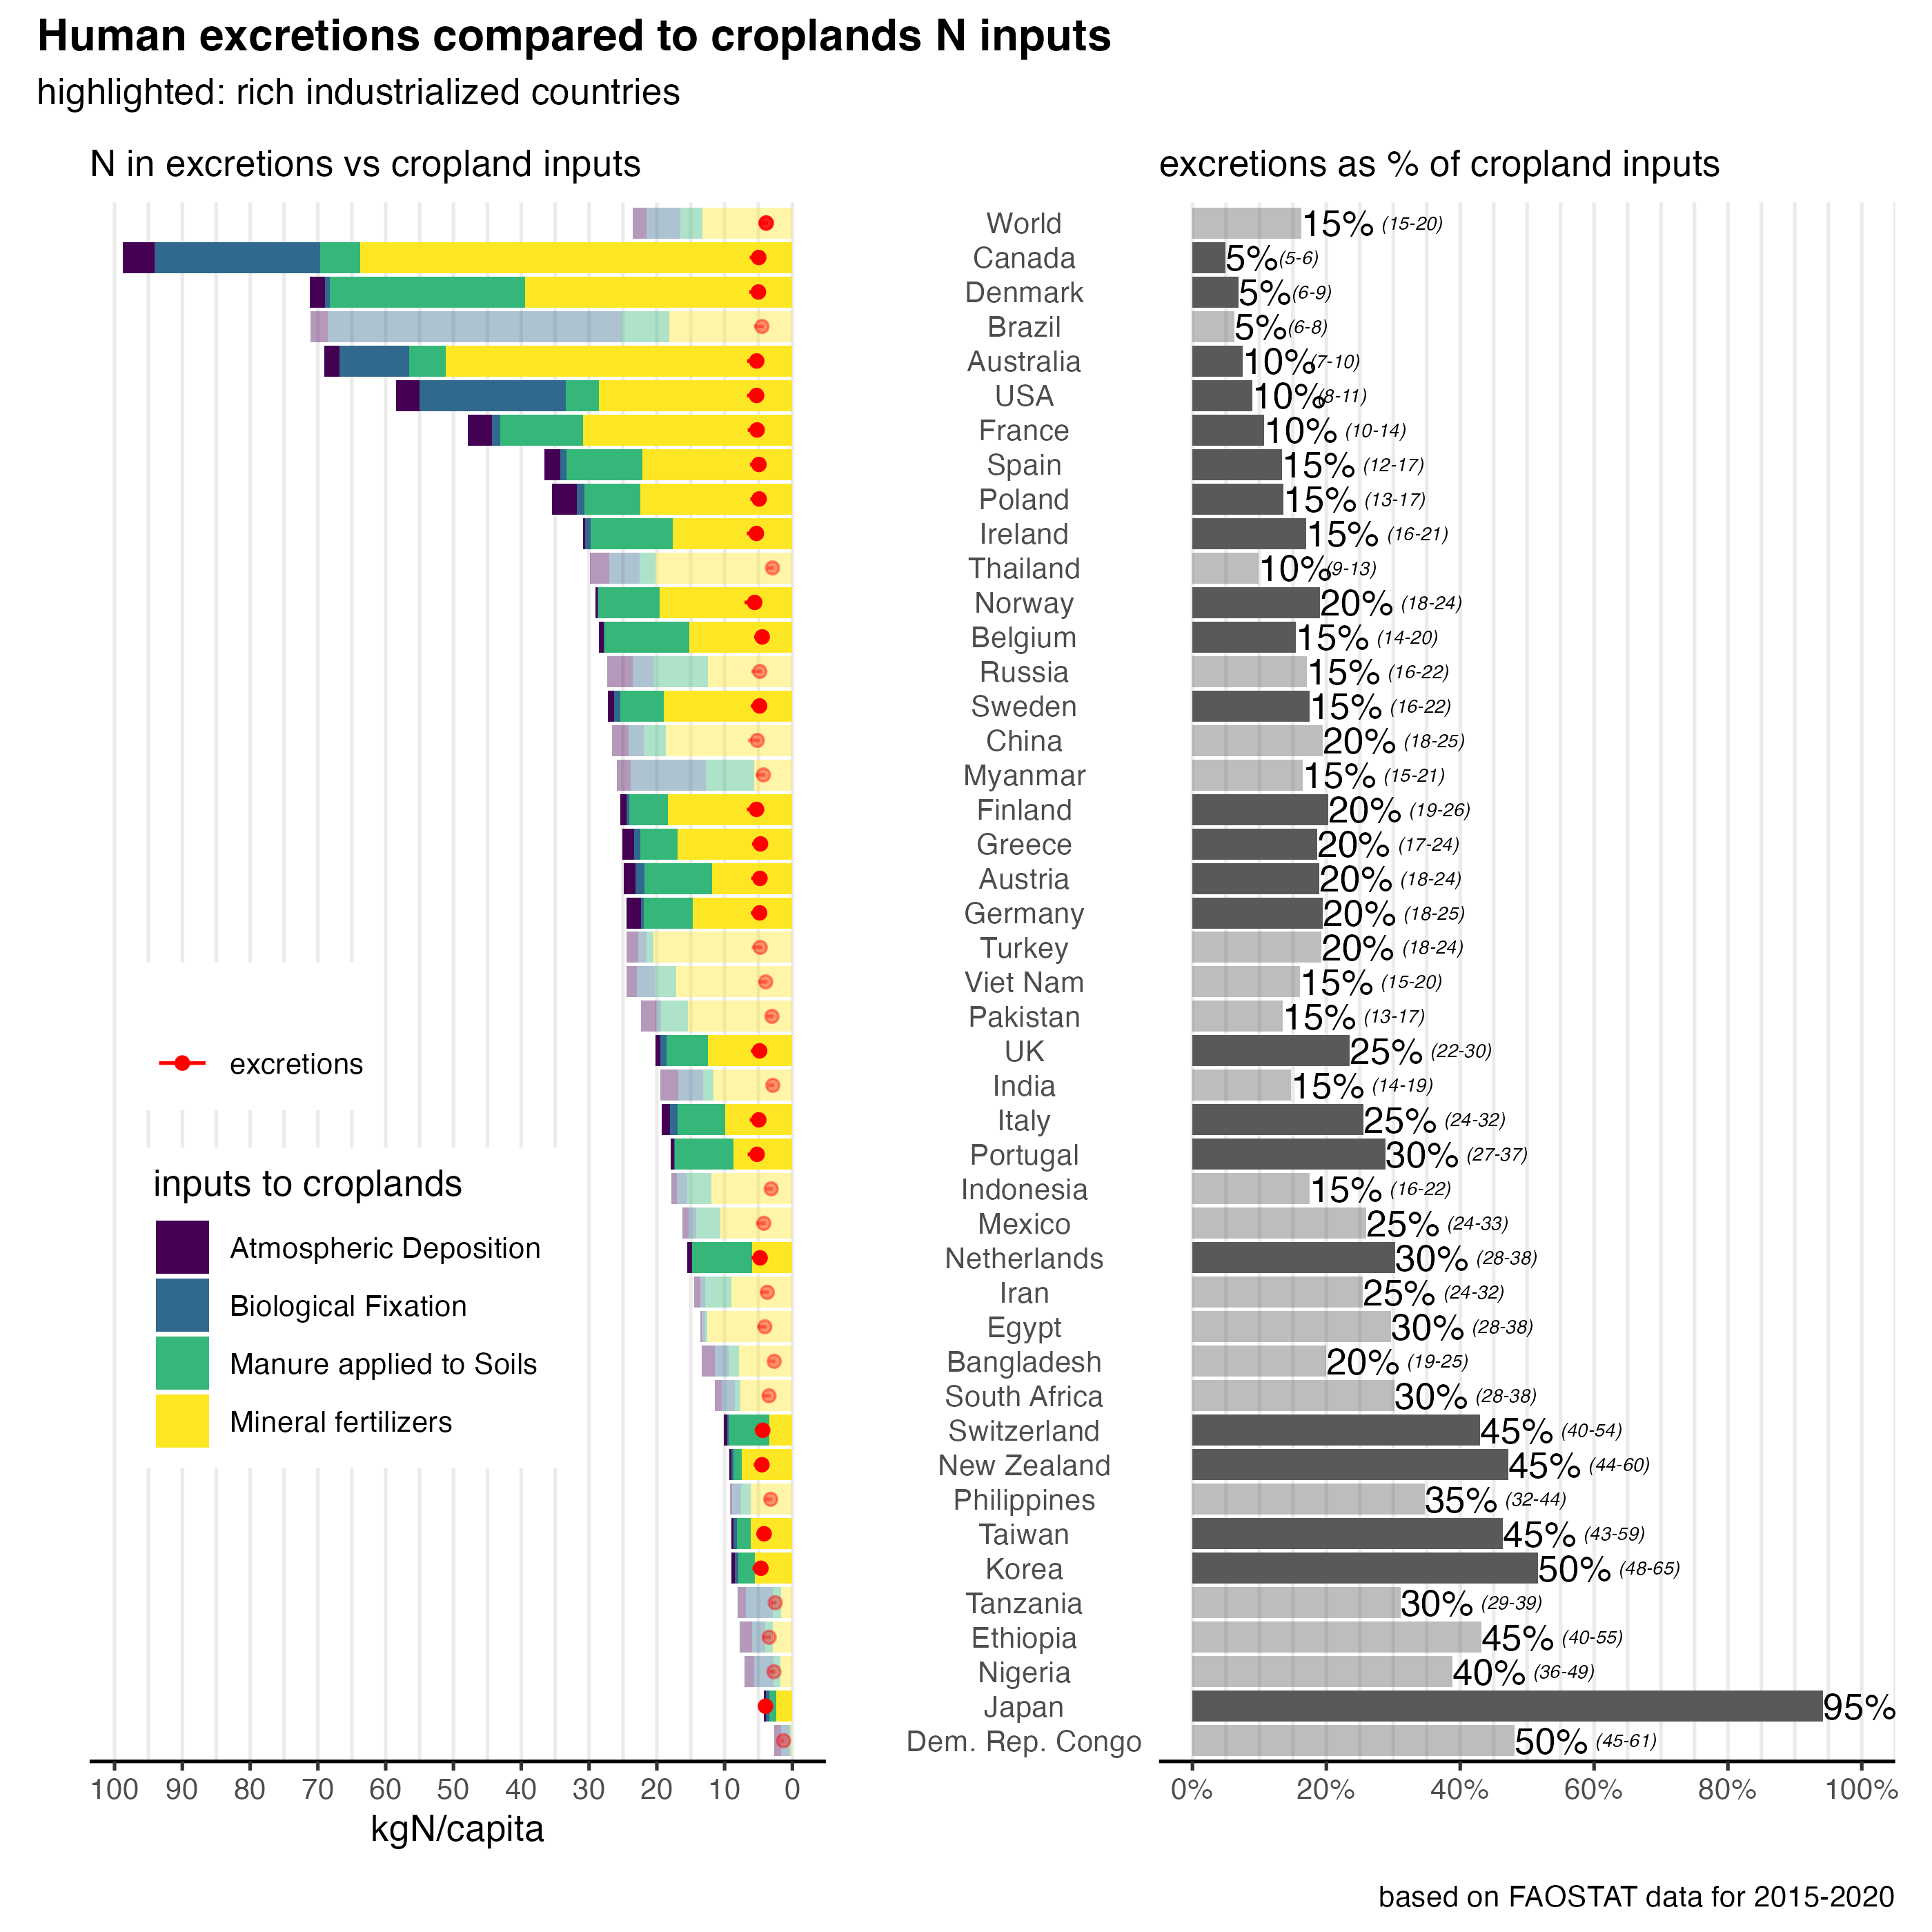 Human excretions compared to croplands N inputs
highlighted: rich industrialized countries
N in excretions vs cropland inputs
excretions as % of cropland inputs
World 15% (15-20)
Canada 5% (5-6)
Denmark 5% (6-9)
Brazil 5% (6-8)
Australia 10% (7-10)
USA 10% (8-11)
France 10% (10-14)
Spain 15% (12-17)
Poland 15% (13-17)
Ireland 15% (16-21)
Thailand 10% (9-13)
Norway 20% (18-24)
Belgium 15% (14-20)
Russia 15% (16-22)
Sweden 15% (16-22)
China 20% (18-25)
Myanmar 15% (15-21)
Finland 20% (19-26)
Greece 20% (17-24)
Austria 20% (18-24)
Germany 20% (18-25)
Turkey 20% (18-24)
Viet Nam 15% (15-20)
Pakistan 15% (13-17)
UK 25% (22-30)
India 15% (14-19)
Italy 25% (24-32)
Portugal 30% (27-37)
Indonesia 15% (16-22)
Mexico 25% (24-33)
Netherlands 30% (28-38)
Iran 25% (24-32)
Egypt 30% (28-38)
Bangladesh 20% (19-25)
South Africa 30% (28-38)
Switzerland 45% (40-54)
New Zealand 45% (44-60)
Philippines 35% (32-44)
Taiwan 45% (43-59)
Korea 50% (48-65)
Tanzania 30% (29-39)
Ethiopia 45% (40-55)
Nigeria 40% (36-49)
Japan 95%
Dem. Rep. Congo 50% (45-61)
excretions
inputs to croplands
Atmospheric Deposition
Biological Fixation
Manure applied to Soils
Mineral fertilizers
100 90 80 70 60 50 40 30 20 10 0
kgN/capita
0% 20% 40% 60% 80% 100%
based on FAOSTAT data for 2015-2020